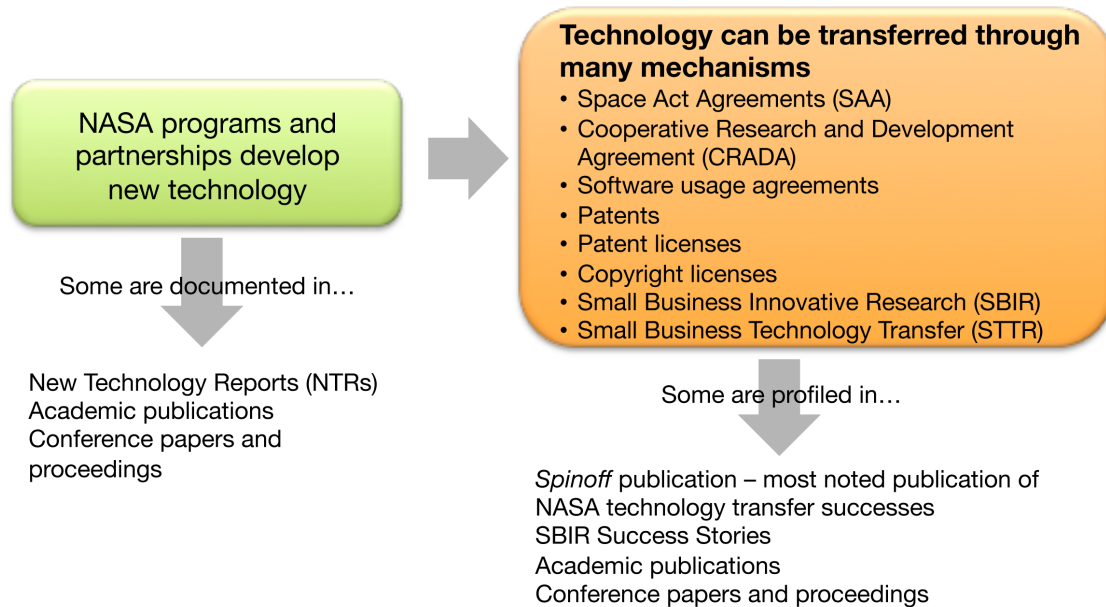 NASA programs and
partnerships develop
new technology
Some are documented in…
New Technology Reports (NTRs)
Academic publications
Conference papers and
proceedings
Technology can be transferred through
many mechanisms
• Space Act Agreements (SAA)
• Cooperative Research and Development
Agreement (CRADA)
• Software usage agreements
• Patents
• Patent licenses
• Copyright licenses
• Small Business Innovative Research (SBIR)
• Small Business Technology Transfer (STTR)
Some are profiled in…
Spinoff publication – most noted publication of
NASA technology transfer successes
SBIR Success Stories
Academic publications
Conference papers and proceedings